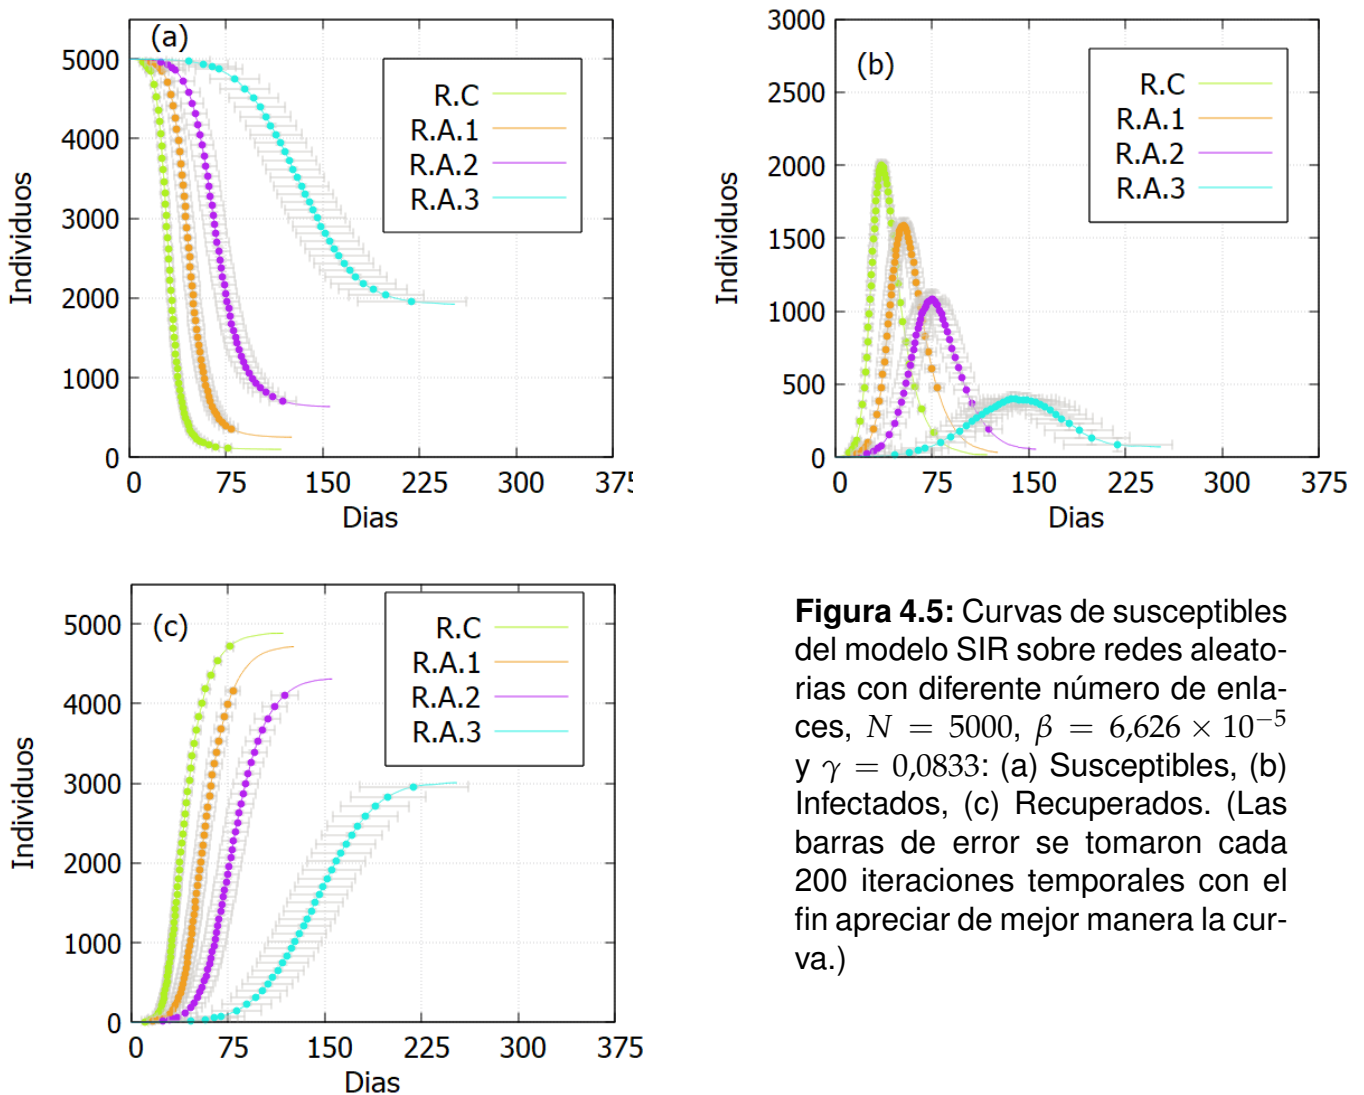 (a)
5000
4000
3000
2000
1000
0
0 75 150 225 300 375
Individuos
Dias
R.C
R.A.1
R.A.2
R.A.3
(b)
3000
2500
2000
1500
1000
500
0
0 75 150 225 300 375
Individuos
Dias
R.C
R.A.1
R.A.2
R.A.3
(c)
5000
4000
3000
2000
1000
0
0 75 150 225 300 375
Individuos
Dias
R.C
R.A.1
R.A.2
R.A.3
Figura 4.5: Curvas de susceptibles
del modelo SIR sobre redes aleato-
rias con diferente número de enla-
ces, N = 5000, β = 6,626 × 10⁻⁵
y γ = 0,0833: (a) Susceptibles, (b)
Infectados, (c) Recuperados. (Las
barras de error se tomaron cada
200 iteraciones temporales con el
fin apreciar de mejor manera la cur-
va.)